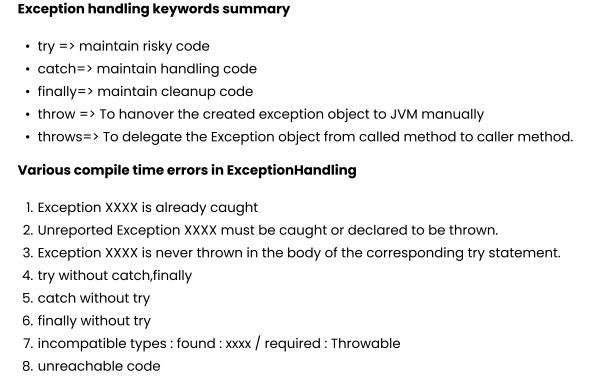 Exception handling keywords summary
• try => maintain risky code
• catch=> maintain handling code
• finally=> maintain cleanup code
• throw => To hanover the created exception object to JVM manually
• throws=> To delegate the Exception object from called method to caller method.
Various compile time errors in ExceptionHandling
1. Exception XXXX is already caught
2. Unreported Exception XXXX must be caught or declared to be thrown.
3. Exception XXXX is never thrown in the body of the corresponding try statement.
4. try without catch,finally
5. catch without try
6. finally without try
7. incompatible types : found : xxxx / required : Throwable
8. unreachable code